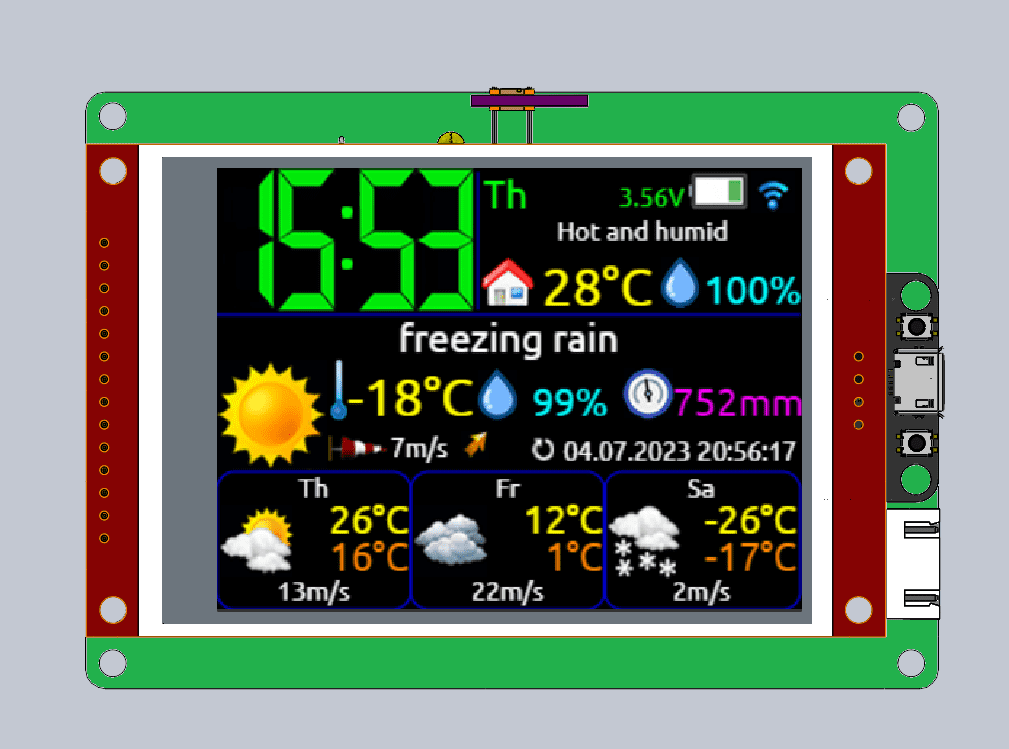 15:53 Th 3.56V
Hot and humid
28°C 100%
freezing rain
-18°C 99% 752mm
7m/s ↻ 04.07.2023 20:56:17
Th Fr Sa
26°C 12°C -26°C
16°C 1°C -17°C
13m/s 22m/s 2m/s